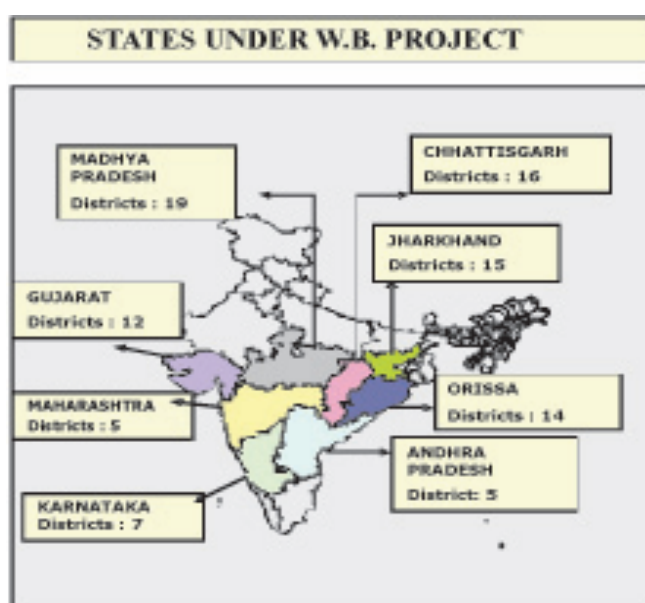 STATES UNDER W.B. PROJECT
MADHYA
PRADESH
Districts : 19
CHHATTISGARH
Districts : 16
JHARKHAND
Districts : 15
GUJARAT
Districts : 12
MAHARASHTRA
Districts : 5
ORISSA
Districts : 14
ANDHRA
PRADESH
District: 5
KARNATAKA
Districts : 7